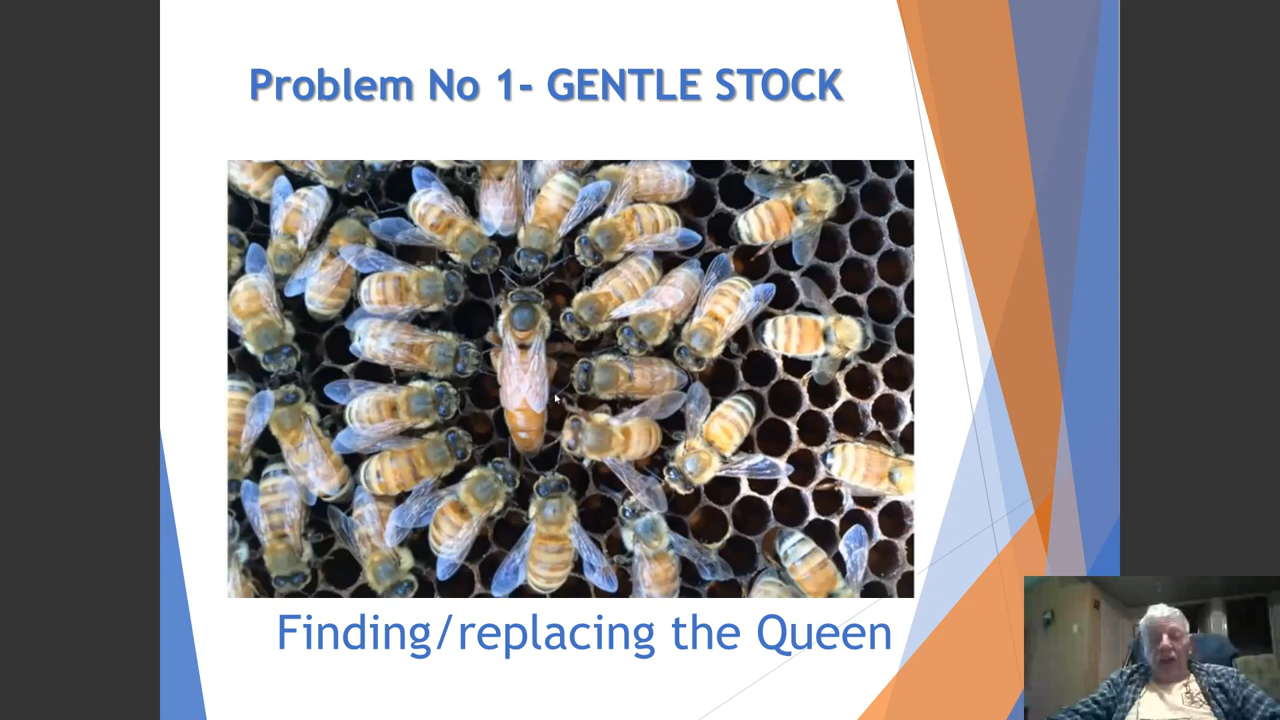 Problem No 1- GENTLE STOCK
Finding/replacing the Queen